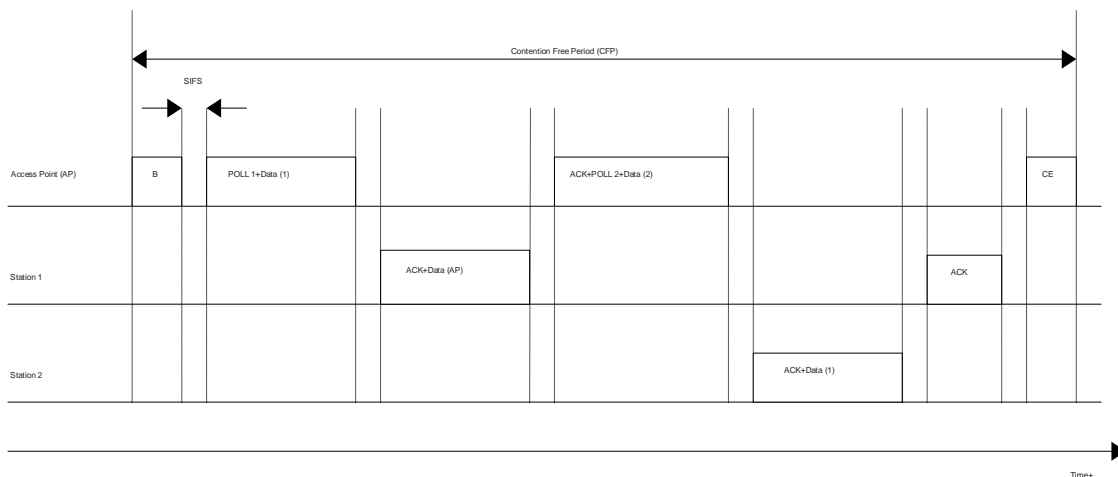 Contention Free Period (CFP)
SIFS
Access Point (AP)
B
POLL 1+Data (1)
ACK+POLL 2+Data (2)
CE
Station 1
ACK+Data (AP)
ACK
Station 2
ACK+Data (1)
Time+